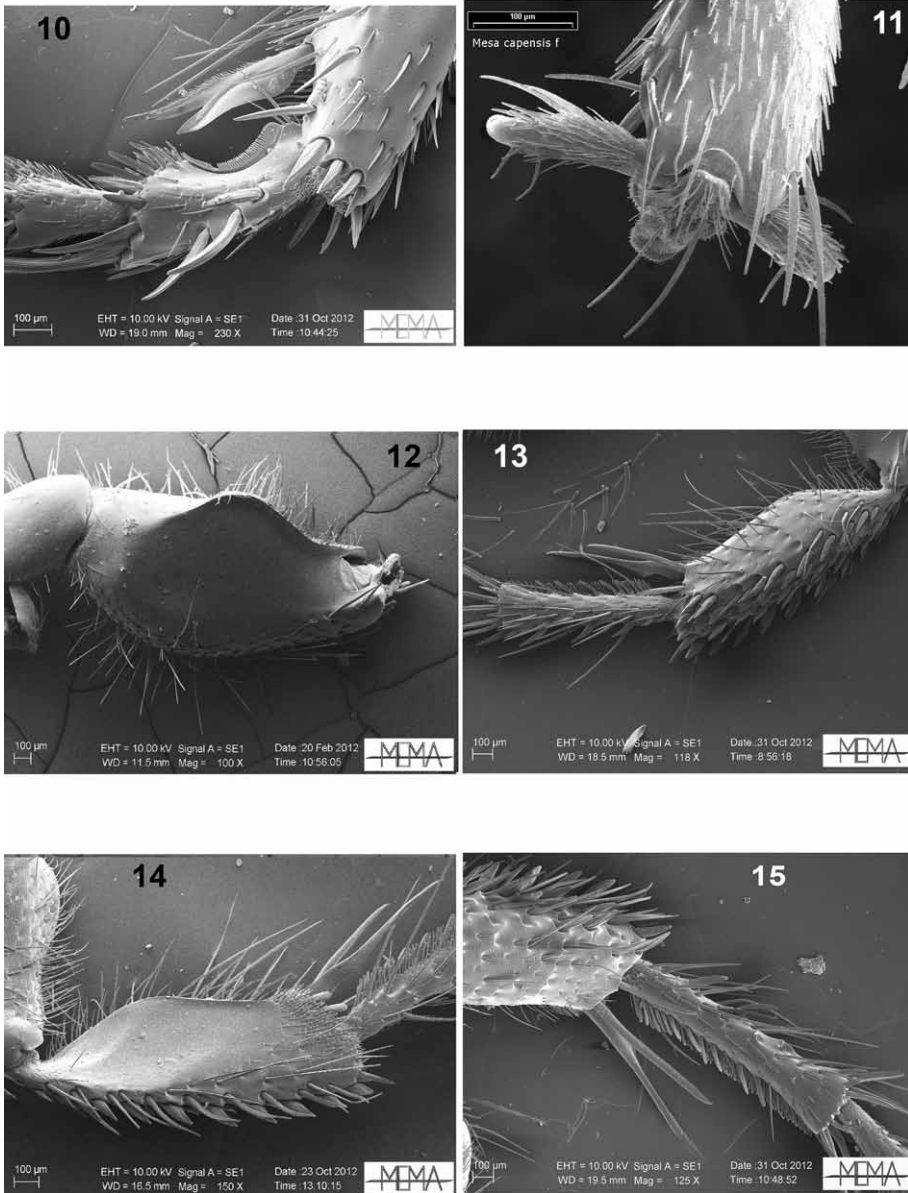 10
100 µm
EHT = 10.00 kV Signal A = SE1 Date :31 Oct 2012
WD = 19.0 mm Mag = 230 X Time :10:44:25
MEMA
100 µm
Mesa capensis f
11
12
100 µm
EHT = 10.00 kV Signal A = SE1 Date :20 Feb 2012
WD = 11.5 mm Mag = 100 X Time :10:56:05
MEMA
13
100 µm
EHT = 10.00 kV Signal A = SE1 Date :31 Oct 2012
WD = 18.5 mm Mag = 118 X Time :8:56:18
MEMA
14
100 µm
EHT = 10.00 kV Signal A = SE1 Date :23 Oct 2012
WD = 16.5 mm Mag = 150 X Time :13:10:15
MEMA
15
100 µm
EHT = 10.00 kV Signal A = SE1 Date :31 Oct 2012
WD = 19.5 mm Mag = 125 X Time :10:48:52
MEMA